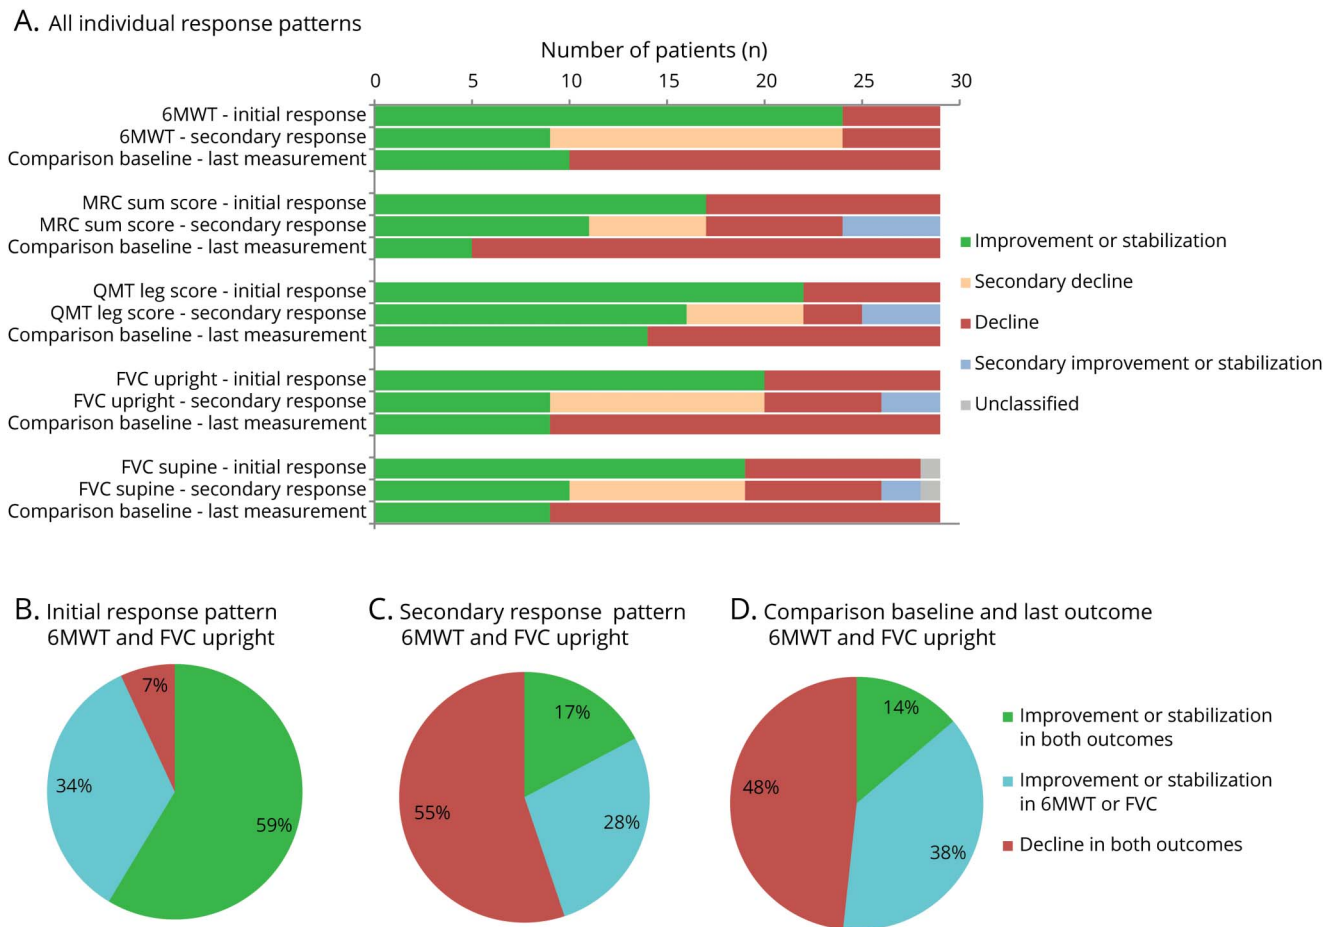 A. All individual response patterns
Number of patients (n)
0 5 10 15 20 25 30
6MWT - initial response
6MWT - secondary response
Comparison baseline - last measurement
MRC sum score - initial response
MRC sum score - secondary response
Comparison baseline - last measurement
QMT leg score - initial response
QMT leg score - secondary response
Comparison baseline - last measurement
FVC upright - initial response
FVC upright - secondary response
Comparison baseline - last measurement
FVC supine - initial response
FVC supine - secondary response
Comparison baseline - last measurement
Improvement or stabilization
Secondary decline
Decline
Secondary improvement or stabilization
Unclassified
B. Initial response pattern
6MWT and FVC upright
7%
34%
59%
C. Secondary response pattern
6MWT and FVC upright
17%
55%
28%
D. Comparison baseline and last outcome
6MWT and FVC upright
14%
48%
38%
Improvement or stabilization
in both outcomes
Improvement or stabilization
in 6MWT or FVC
Decline in both outcomes